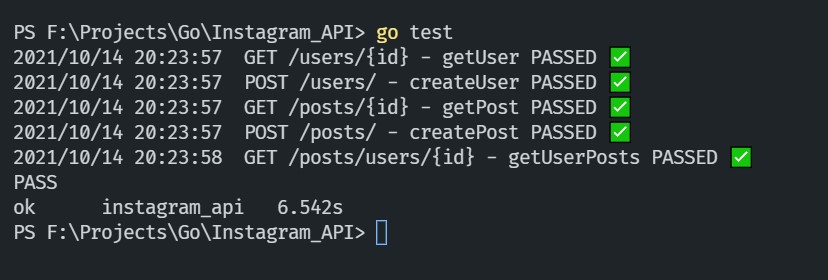 PS F:\Projects\Go\Instagram_API> go test
2021/10/14 20:23:57  GET /users/{id} - getUser PASSED ✅
2021/10/14 20:23:57  POST /users/ - createUser PASSED ✅
2021/10/14 20:23:57  GET /posts/{id} - getPost PASSED ✅
2021/10/14 20:23:57  POST /posts/ - createPost PASSED ✅
2021/10/14 20:23:58  GET /posts/users/{id} - getUserPosts PASSED ✅
PASS
ok      instagram_api   6.542s
PS F:\Projects\Go\Instagram_API>